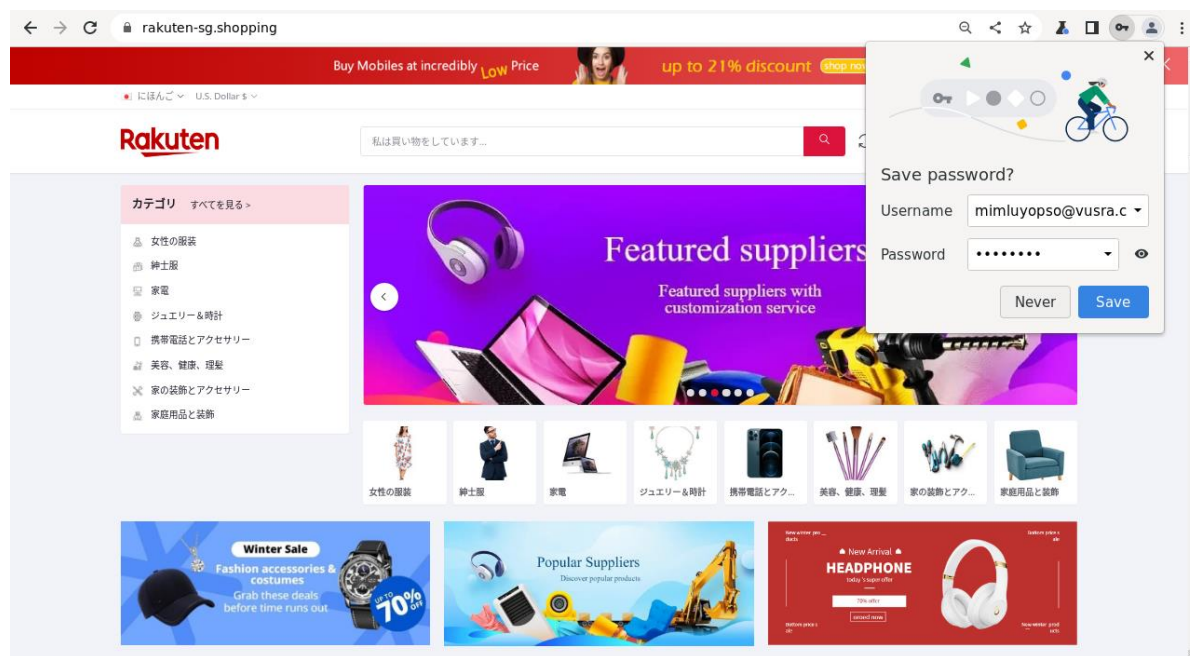 rakuten-sg.shopping
Buy Mobiles at incredibly Low Price
up to 21% discount
shop now
にほんご U.S. Dollar $
Rakuten
私は買い物をしています...
Save password?
Username mimluyopso@vusra.c
Password ••••••••
Never Save
カテゴリ すべてを見る >
女性の服装
紳士服
家電
ジュエリー＆時計
携帯電話とアクセサリー
美容、健康、理髪
家の装飾とアクセサリー
家庭用品と装飾
Featured suppliers
Featured suppliers with
customization service
女性の服装
紳士服
家電
ジュエリー＆時計
携帯電話とアク...
美容、健康、理髪
家の装飾とアク...
家庭用品と装飾
Winter Sale
Fashion accessories &
costumes
Grab these deals
before time runs out
UP TO
70%
OFF
Popular Suppliers
Discover popular products
New Arrival
HEADPHONE
today 's super offer
70% offer